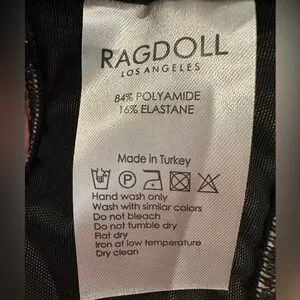 RAGDOLL
LOS ANGELES
84% POLYAMIDE
16% ELASTANE
Made in Turkey
P
Hand wash only
Wash with similar colors
Do not bleach
Do not tumble dry
Flat dry
Iron at low temperature
Dry clean